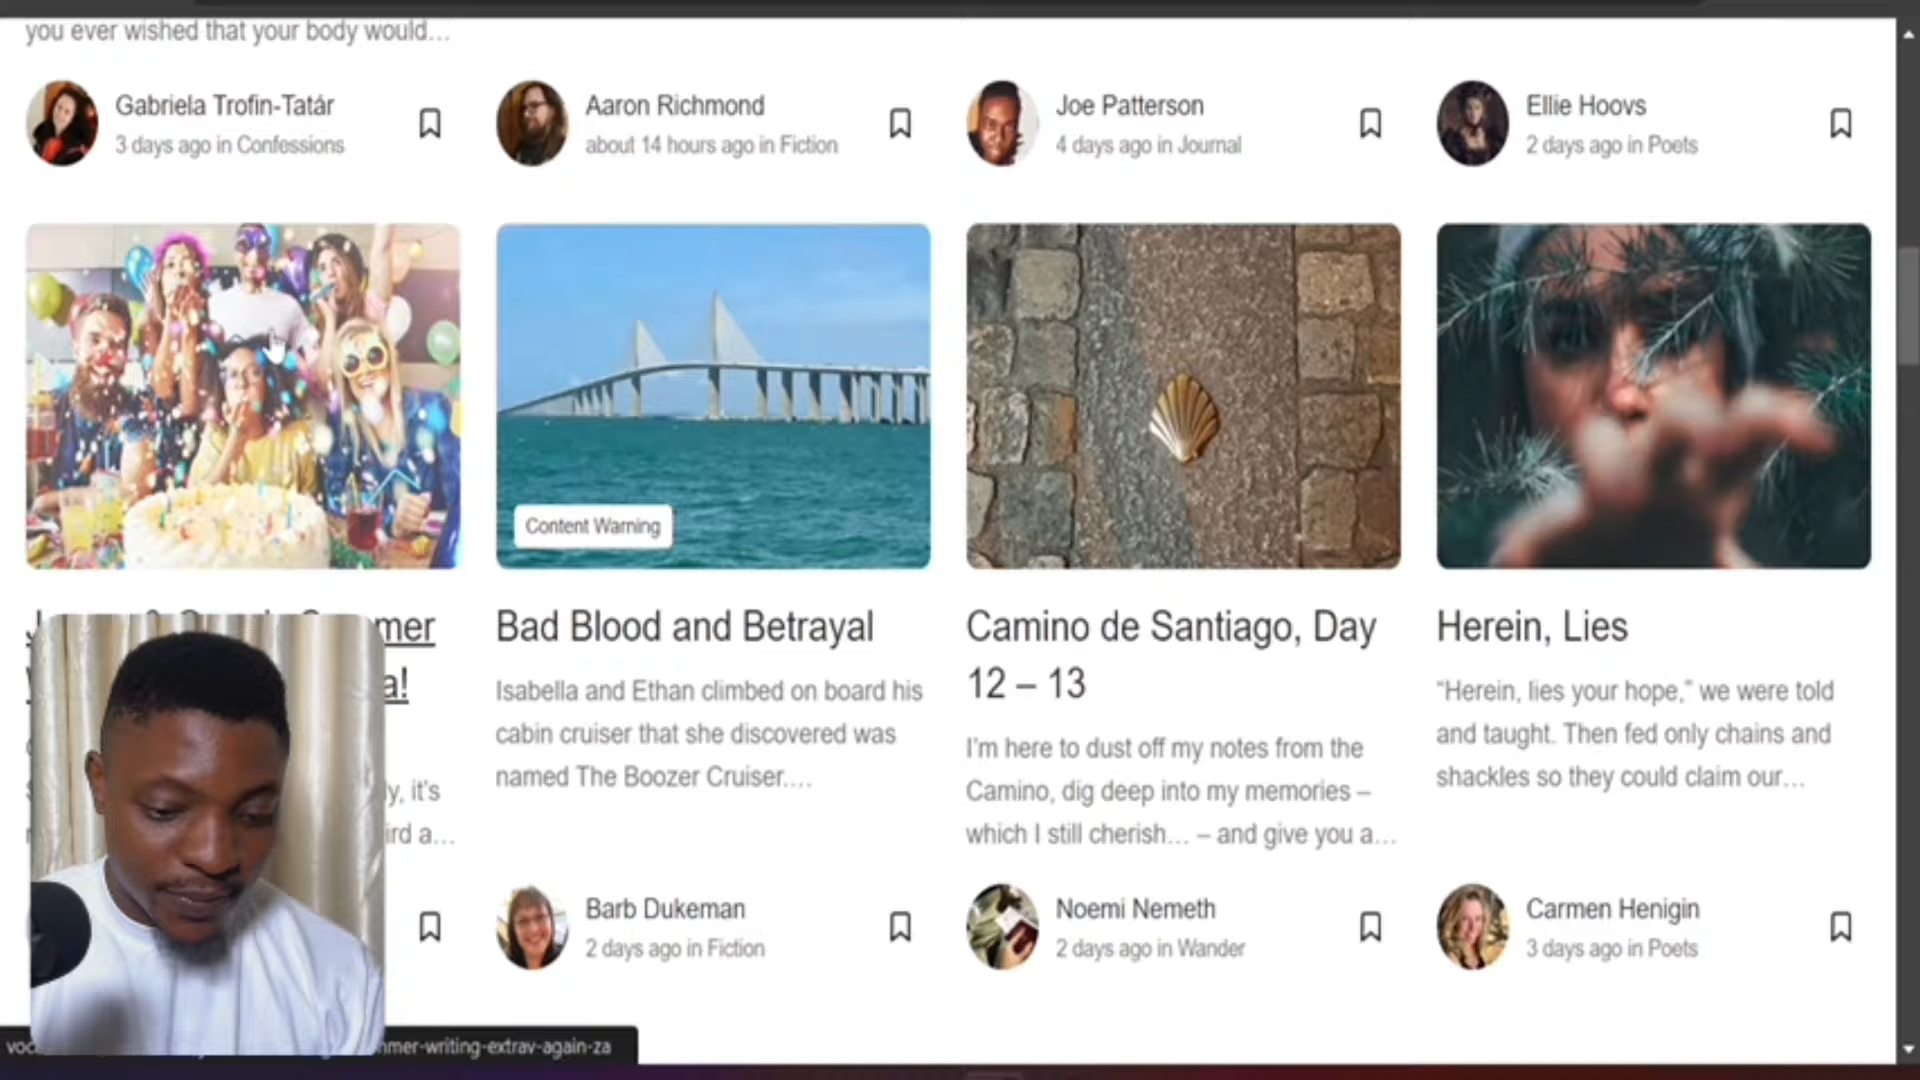 you ever wished that your body would...
Gabriela Trofin-Tatár
3 days ago in Confessions
Aaron Richmond
about 14 hours ago in Fiction
Joe Patterson
4 days ago in Journal
Ellie Hoovs
2 days ago in Poets
Content Warning
mer
a!
y, it's
ird a...
Bad Blood and Betrayal
Isabella and Ethan climbed on board his
cabin cruiser that she discovered was
named The Boozer Cruiser....
Barb Dukeman
2 days ago in Fiction
Camino de Santiago, Day
12 – 13
I'm here to dust off my notes from the
Camino, dig deep into my memories –
which I still cherish... – and give you a...
Noemi Nemeth
2 days ago in Wander
Herein, Lies
“Herein, lies your hope,” we were told
and taught. Then fed only chains and
shackles so they could claim our...
Carmen Henigin
3 days ago in Poets
mmer-writing-extrav-again-za